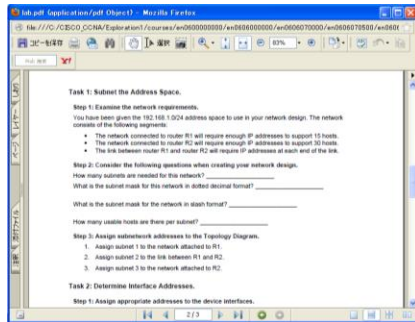 lab.pdf (application/pdf Object) - Mozilla Firefox
コピーを保存
選択
83%
Task 1: Subnet the Address Space.
Step 1: Examine the network requirements.
You have been given the 192.168.1.0/24 address space to use in your network design. The network
consists of the following segments:
• The network connected to router R1 will require enough IP addresses to support 15 hosts.
• The network connected to router R2 will require enough IP addresses to support 30 hosts.
• The link between router R1 and router R2 will require IP addresses at each end of the link.
Step 2: Consider the following questions when creating your network design.
How many subnets are needed for this network?
What is the subnet mask for this network in dotted decimal format?
What is the subnet mask for the network in slash format?
How many usable hosts are there per subnet?
Step 3: Assign subnetwork addresses to the Topology Diagram.
1. Assign subnet 1 to the network attached to R1.
2. Assign subnet 2 to the link between R1 and R2.
3. Assign subnet 3 to the network attached to R2.
Task 2: Determine Interface Addresses.
Step 1: Assign appropriate addresses to the device interfaces.
2/3